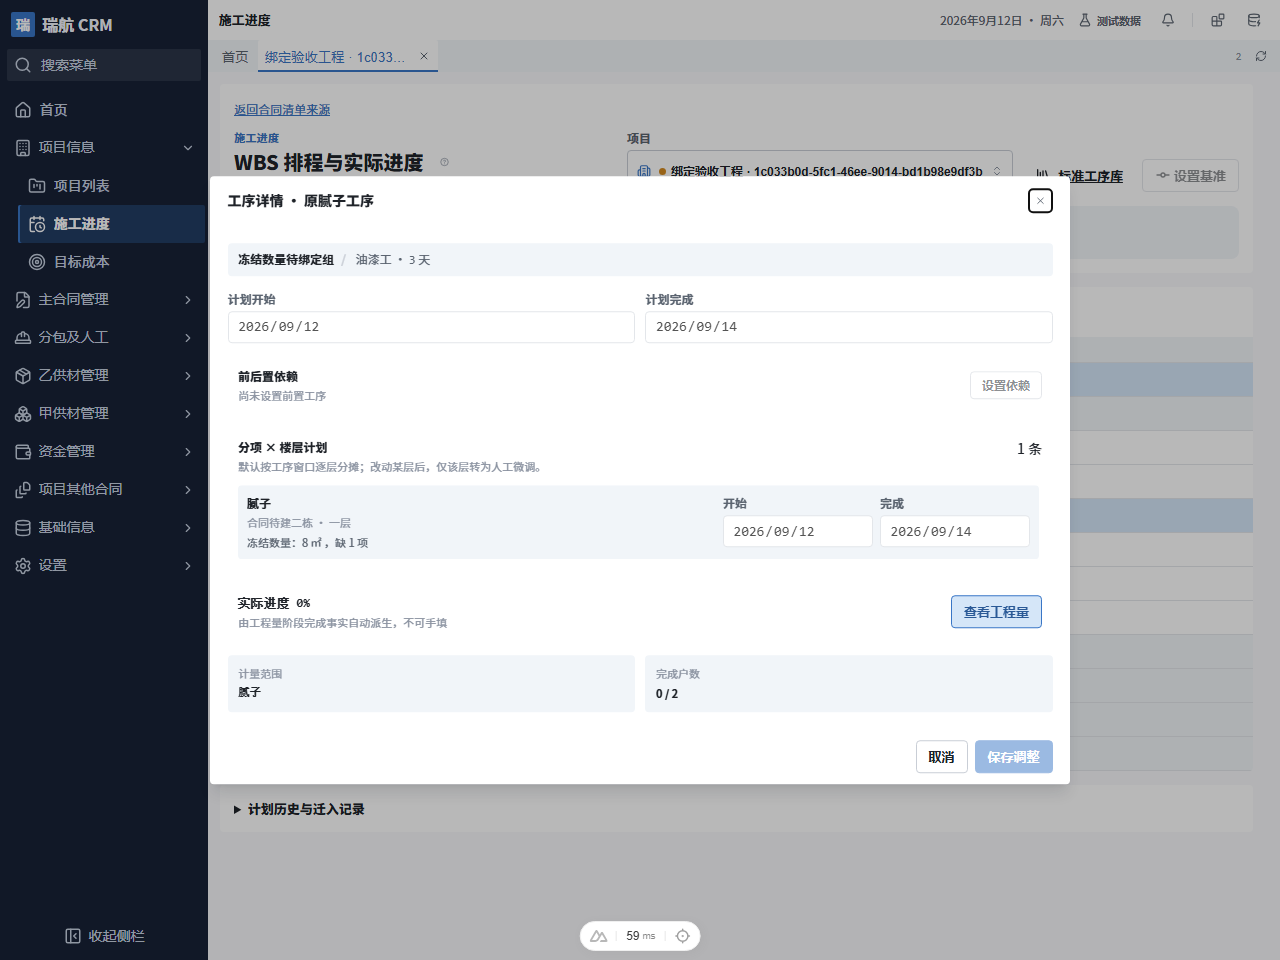 瑞 瑞航 CRM
搜索菜单
首页
项目信息
项目列表
施工进度
目标成本
主合同管理
分包及人工
乙供材管理
甲供材管理
资金管理
项目其他合同
基础信息
设置
收起侧栏
施工进度
2026年9月12日 · 周六
测试数据
首页
绑定验收工程 · 1c033...
2
返回合同清单来源
施工进度
WBS 排程与实际进度
项目
绑定验收工程 · 1c033b0d-5fc1-46ee-9014-bd1b98e9df3b
标准工序库
设置基准
工序详情 · 原腻子工序
冻结数量待绑定组 / 油漆工 · 3 天
计划开始
2026/09/12
计划完成
2026/09/14
前后置依赖
尚未设置前置工序
设置依赖
分项 × 楼层计划
默认按工序窗口逐层分摊；改动某层后，仅该层转为人工微调。
1 条
腻子
合同待建二栋 · 一层
冻结数量：8 ㎡，缺 1 项
开始
2026/09/12
完成
2026/09/14
实际进度 0%
由工程量阶段完成事实自动派生，不可手填
查看工程量
计量范围
腻子
完成户数
0 / 2
取消
保存调整
计划历史与迁入记录
59 ms